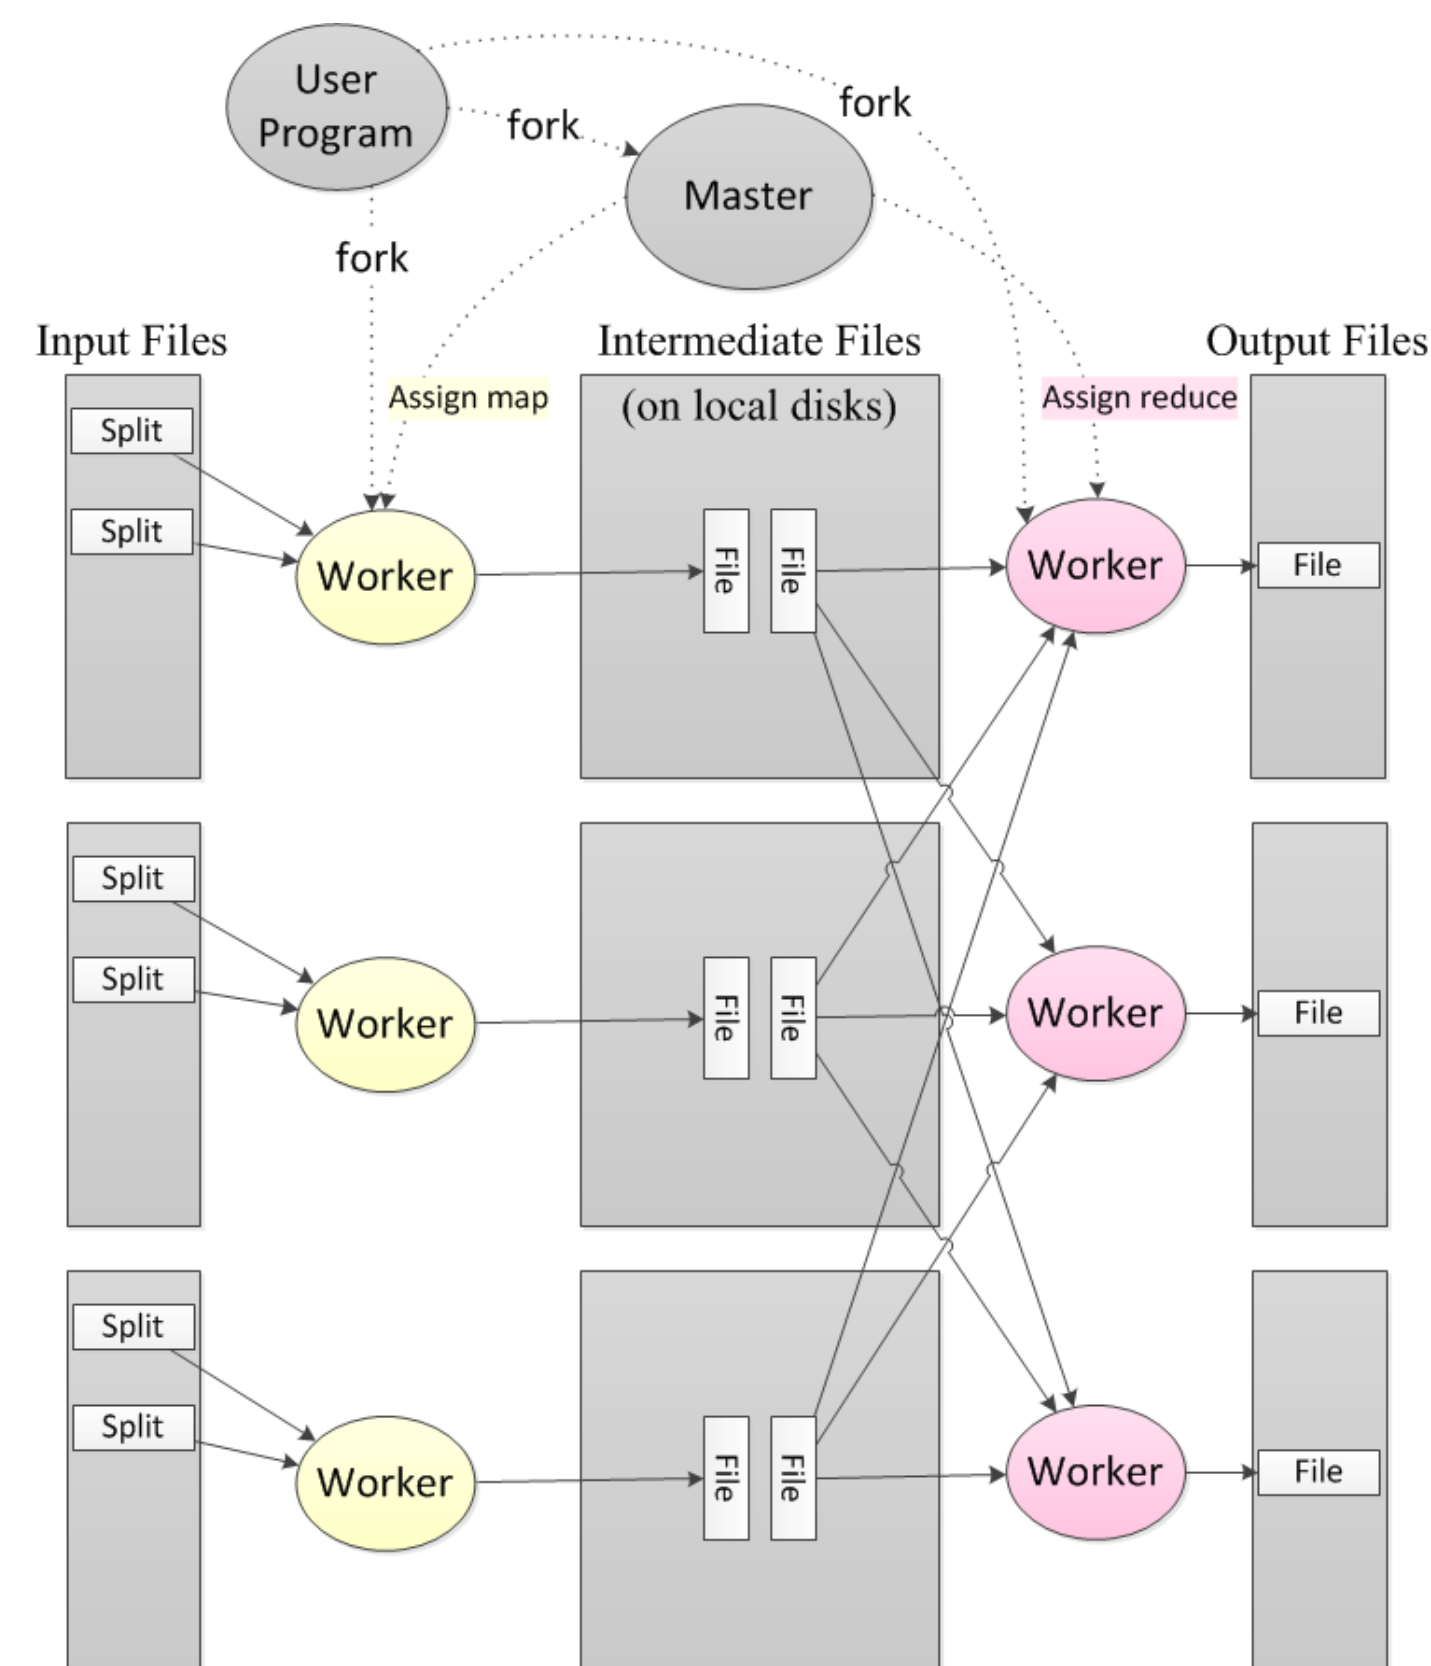 User
Program
fork
fork
Master
fork
Input Files
Intermediate Files
Output Files
(on local disks)
Assign map
Assign reduce
Split
Split
Worker
File
File
Worker
File
Split
Split
Worker
File
File
Worker
File
Split
Split
Worker
File
File
Worker
File